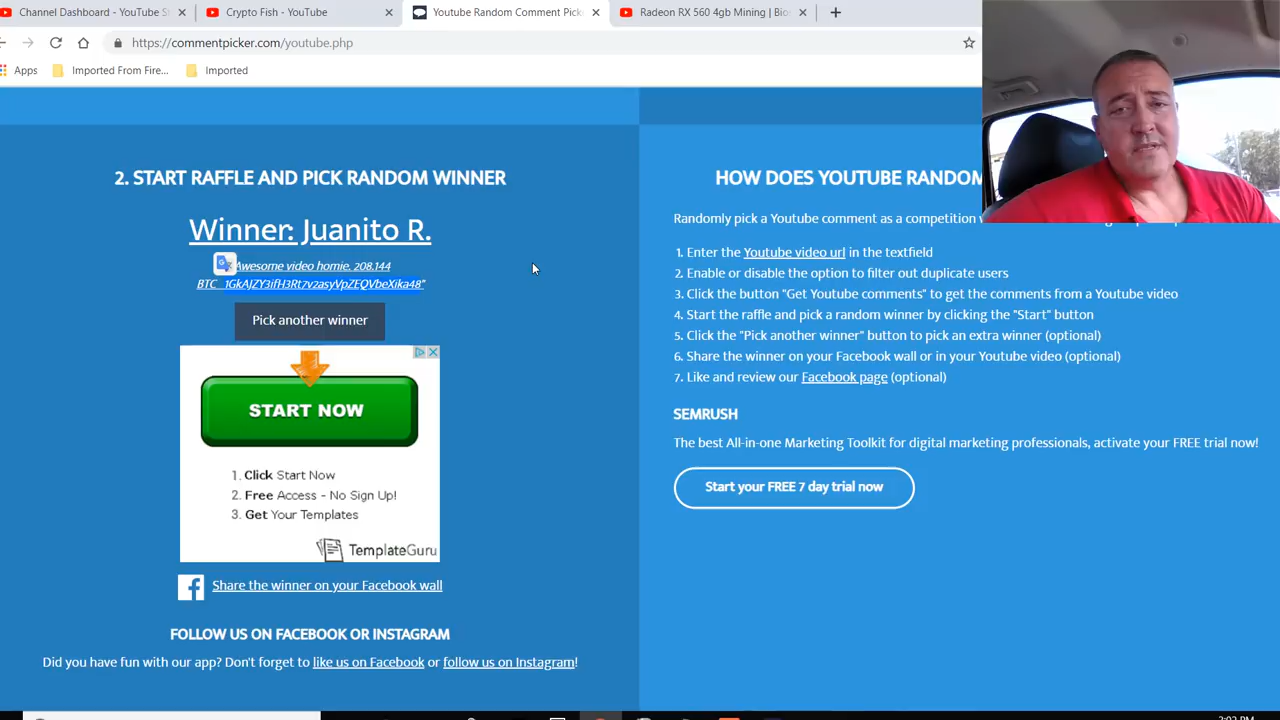 Channel Dashboard - YouTube S
Crypto Fish - YouTube
Youtube Random Comment Pick
Radeon RX 560 4gb Mining | Bio
https://commentpicker.com/youtube.php
Apps
Imported From Fire...
Imported
2. START RAFFLE AND PICK RANDOM WINNER
Winner: Juanito R.
Awesome video homie. 208.144
BTC_ 1GkAJZY3ifH3Rt7v2asyVpZEQVbeXika48"
Pick another winner
START NOW
1. Click Start Now
2. Free Access - No Sign Up!
3. Get Your Templates
TemplateGuru
Share the winner on your Facebook wall
FOLLOW US ON FACEBOOK OR INSTAGRAM
Did you have fun with our app? Don't forget to like us on Facebook or follow us on Instagram!
HOW DOES YOUTUBE RANDOM
Randomly pick a Youtube comment as a competition
1. Enter the Youtube video url in the textfield
2. Enable or disable the option to filter out duplicate users
3. Click the button "Get Youtube comments" to get the comments from a Youtube video
4. Start the raffle and pick a random winner by clicking the "Start" button
5. Click the "Pick another winner" button to pick an extra winner (optional)
6. Share the winner on your Facebook wall or in your Youtube video (optional)
7. Like and review our Facebook page (optional)
SEMRUSH
The best All-in-one Marketing Toolkit for digital marketing professionals, activate your FREE trial now!
Start your FREE 7 day trial now